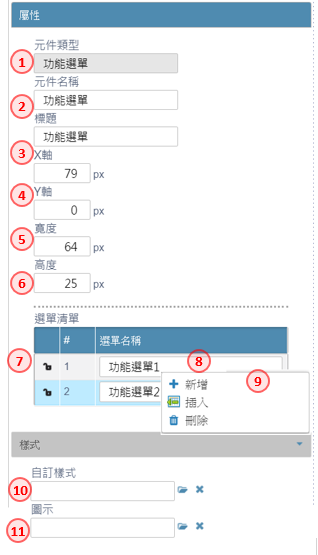 屬性
元件類型
1 功能選單
元件名稱
2 功能選單
標題
功能選單
3 X軸
79 px
4 Y軸
0 px
5 寬度
64 px
6 高度
25 px
選單清單
# 選單名稱
7 1 功能選單1 8
2 功能選單2 9
新增
插入
刪除
樣式
自訂樣式
10
圖示
11